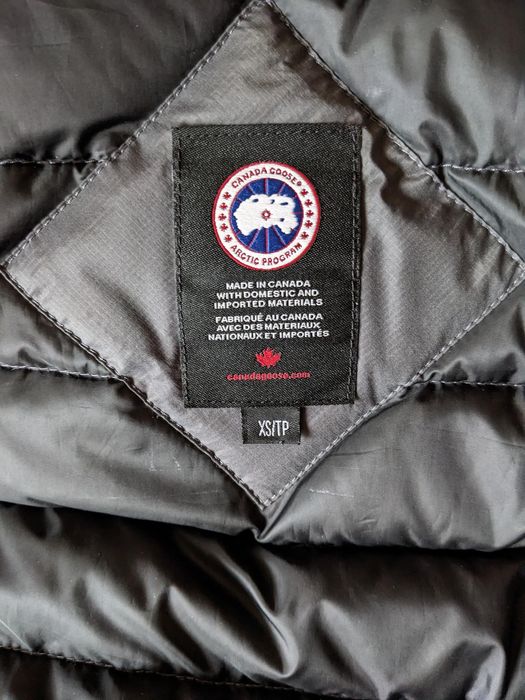 CANADA GOOSE®
ARCTIC PROGRAM
MADE IN CANADA
WITH DOMESTIC AND
IMPORTED MATERIALS
FABRIQUÉ AU CANADA
AVEC DES MATERIAUX
NATIONAUX ET IMPORTÉS
canadagoose.com
XS/TP